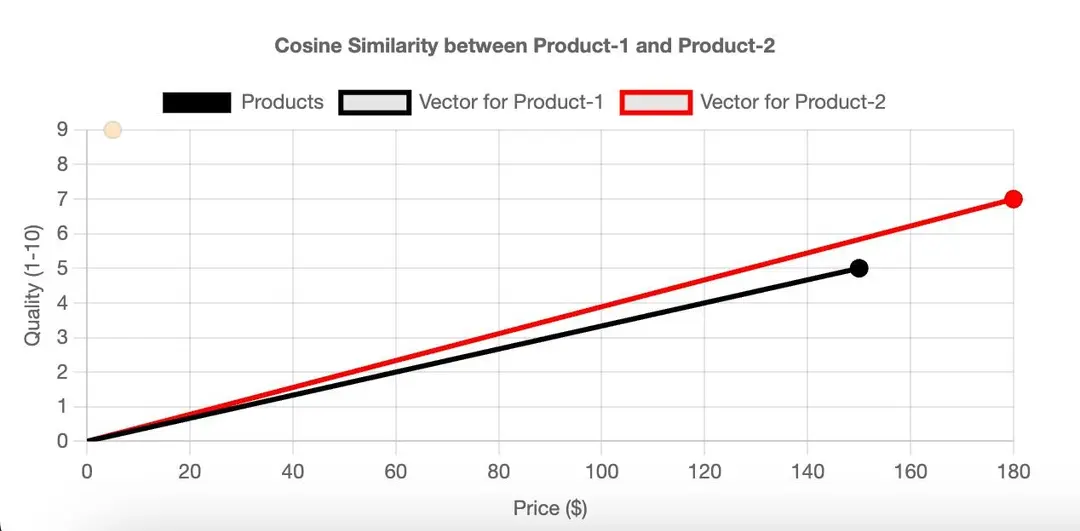 Cosine Similarity between Product-1 and Product-2
Products Vector for Product-1 Vector for Product-2
9
8
7
6
5
4
3
2
1
0
Quality (1-10)
0 20 40 60 80 100 120 140 160 180
Price ($)